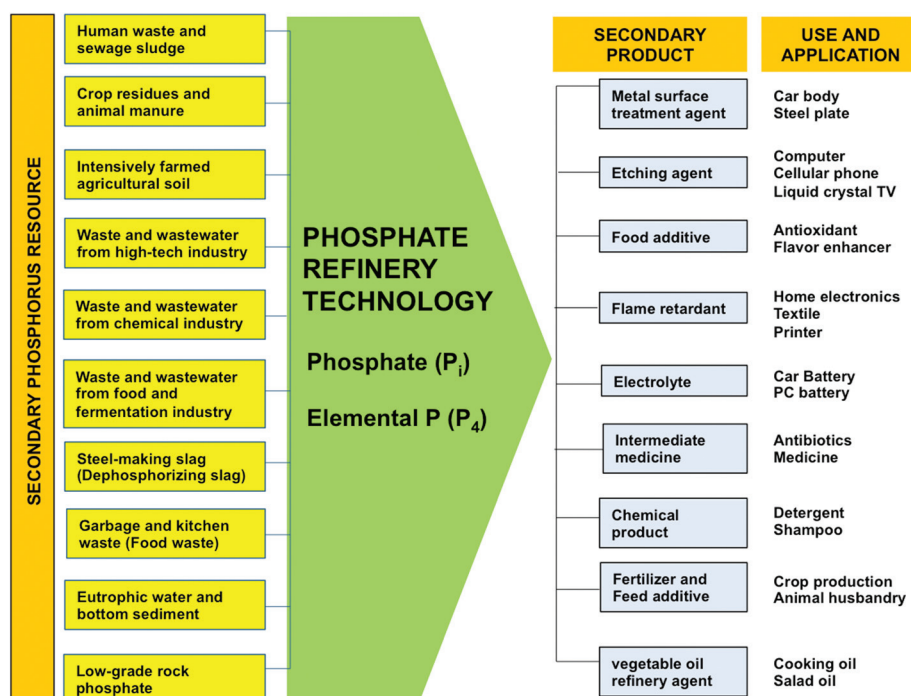 SECONDARY PHOSPHORUS RESOURCE
Human waste and
sewage sludge
Crop residues and
animal manure
Intensively farmed
agricultural soil
Waste and wastewater
from high-tech industry
Waste and wastewater
from chemical industry
Waste and wastewater
from food and
fermentation industry
Steel-making slag
(Dephosphorizing slag)
Garbage and kitchen
waste (Food waste)
Eutrophic water and
bottom sediment
Low-grade rock
phosphate
PHOSPHATE
REFINERY
TECHNOLOGY
Phosphate (Pi)
Elemental P (P4)
SECONDARY
PRODUCT
Metal surface
treatment agent
Etching agent
Food additive
Flame retardant
Electrolyte
Intermediate
medicine
Chemical
product
Fertilizer and
Feed additive
vegetable oil
refinery agent
USE AND
APPLICATION
Car body
Steel plate
Computer
Cellular phone
Liquid crystal TV
Antioxidant
Flavor enhancer
Home electronics
Textile
Printer
Car Battery
PC battery
Antibiotics
Medicine
Detergent
Shampoo
Crop production
Animal husbandry
Cooking oil
Salad oil